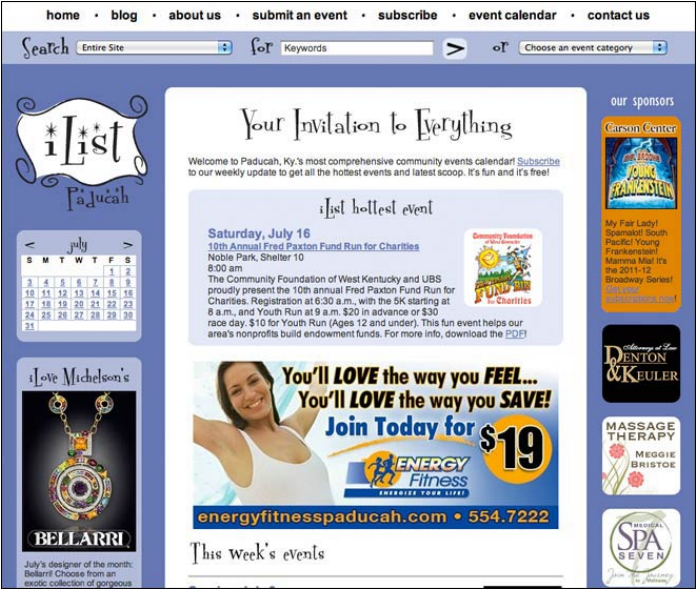 home • blog • about us • submit an event • subscribe • event calendar • contact us
Search Entire Site for Keywords > or Choose an event category
iList
Paducah
< july >
S M T W T F S
1 2
3 4 5 6 7 8 9
10 11 12 13 14 15 16
17 18 19 20 21 22 23
24 25 26 27 28 29 30
31
iLove Michelson's
BELLARRI
July's designer of the month:
Bellarri! Choose from an
exotic collection of gorgeous
Your Invitation to Everything
Welcome to Paducah, Ky.'s most comprehensive community events calendar! Subscribe
to our weekly update to get all the hottest events and latest scoop. It's fun and it's free!
iList hottest event
Saturday, July 16
10th Annual Fred Paxton Fund Run for Charities
Noble Park, Shelter 10
8:00 am
The Community Foundation of West Kentucky and UBS
proudly present the 10th annual Fred Paxton Fund Run for
Charities. Registration at 6:30 a.m., with the 5K starting at
8 a.m., and Youth Run at 9 a.m. $20 in advance or $30
race day. $10 for Youth Run (Ages 12 and under). This fun event helps our
area's nonprofits build endowment funds. For more info, download the PDF!
Community Foundation
of West Kentucky
FUND RUN
for Charities
You'll LOVE the way you FEEL...
You'll LOVE the way you SAVE!
Join Today for $19
ENERGY
Fitness
ENERGIZE YOUR LIFE!
energyfitnesspaducah.com • 554.7222
This week's events
our sponsors
Carson Center
MEL BROOKS
YOUNG
FRANKENSTEIN
My Fair Lady!
Spamalot! South
Pacific! Young
Frankenstein!
Mamma Mia! It's
the 2011-12
Broadway Series!
Get your
subscriptions now!
Attorneys at Law
DENTON
& KEULER
MASSAGE
THERAPY
MEGGIE
BRISTOE
MEDICAL
SPA
SEVEN
Join the Journey